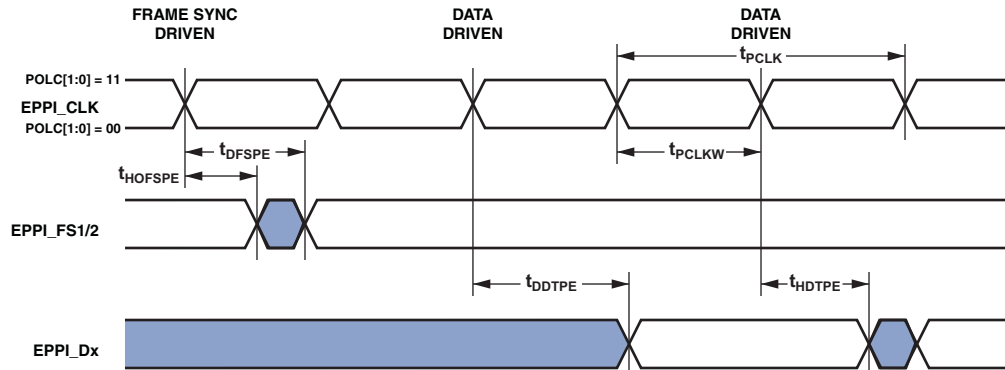 FRAME SYNC
DRIVEN
DATA
DRIVEN
DATA
DRIVEN
tPCLK
POLC[1:0] = 11
EPPI_CLK
POLC[1:0] = 00
tDFSPE
tPCLKW
tHOFSPE
EPPI_FS1/2
tDDTPE
tHDTPE
EPPI_Dx